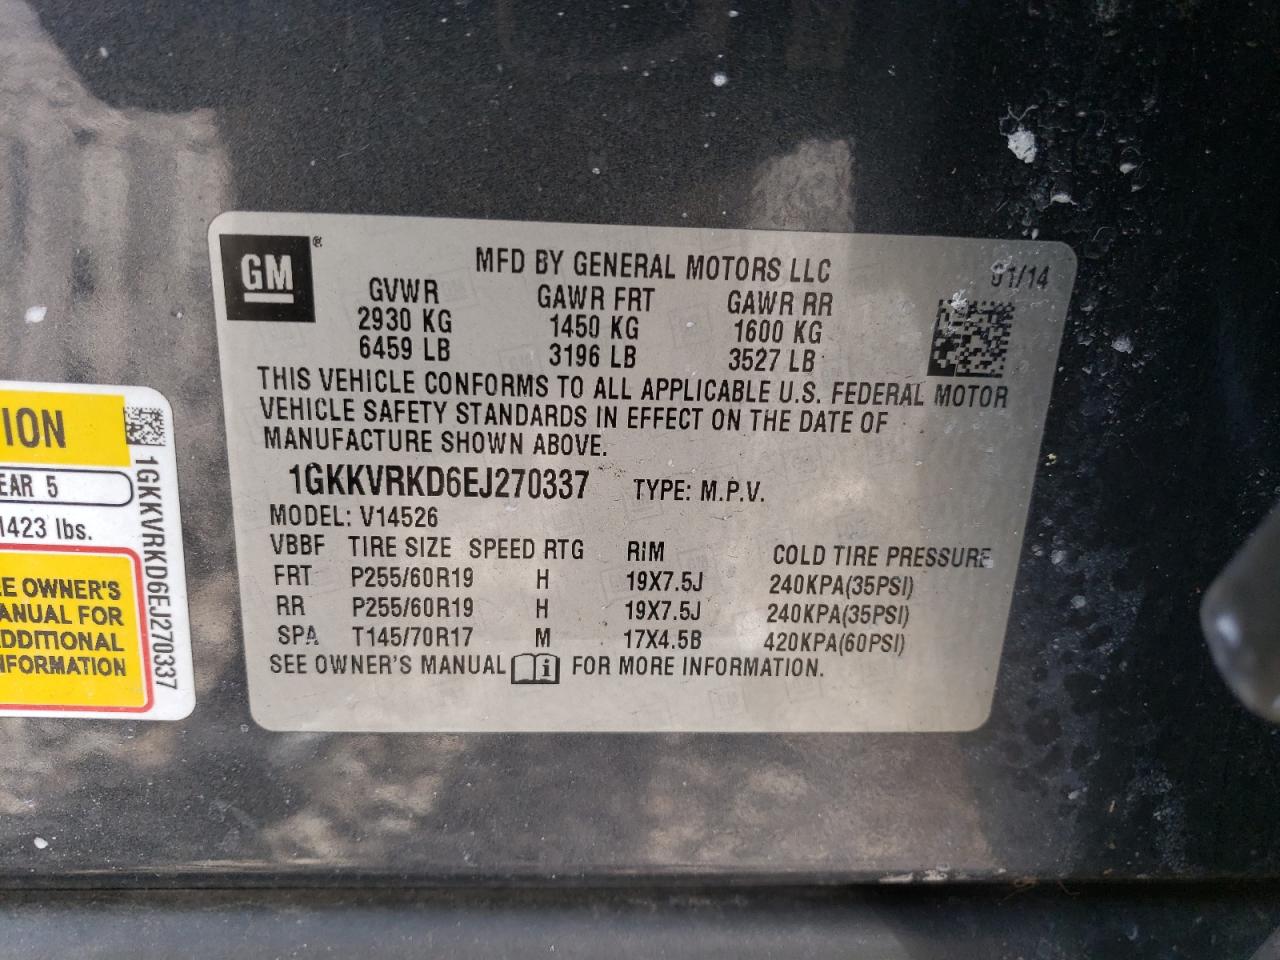 GM ®
MFD BY GENERAL MOTORS LLC 01/14
GVWR GAWR FRT GAWR RR
2930 KG 1450 KG 1600 KG
6459 LB 3196 LB 3527 LB
THIS VEHICLE CONFORMS TO ALL APPLICABLE U.S. FEDERAL MOTOR
VEHICLE SAFETY STANDARDS IN EFFECT ON THE DATE OF
MANUFACTURE SHOWN ABOVE.
1GKKVRKD6EJ270337 TYPE: M.P.V.
MODEL: V14526
VBBF TIRE SIZE SPEED RTG RIM COLD TIRE PRESSURE
FRT P255/60R19 H 19X7.5J 240KPA(35PSI)
RR P255/60R19 H 19X7.5J 240KPA(35PSI)
SPA T145/70R17 M 17X4.5B 420KPA(60PSI)
SEE OWNER'S MANUAL i FOR MORE INFORMATION.
ION
EAR 5
1423 lbs.
E OWNER'S
ANUAL FOR
DDITIONAL
NFORMATION
1GKKVRKD6EJ270337